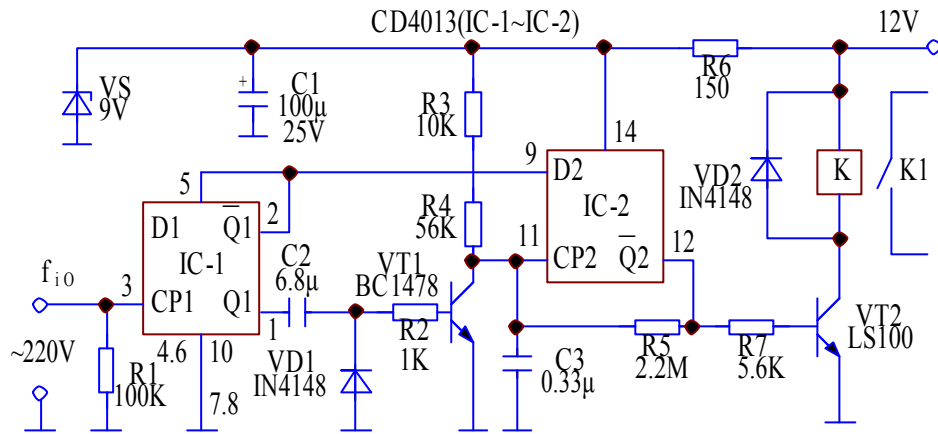 CD4013(IC-1~IC-2)
12V
VS
9V
+
C1
100μ
25V
R3
10K
R6
150
14
9
D2
IC-2
CP2
Q2
11
12
VD2
IN4148
K
K1
5
2
D1
Q1
IC-1
CP1
Q1
3
1
4.6
10
7.8
R4
56K
C2
6.8μ
VT1
BC1478
R2
1K
fi0
~220V
R1
100K
VD1
IN4148
C3
0.33μ
R5
2.2M
R7
5.6K
VT2
LS100